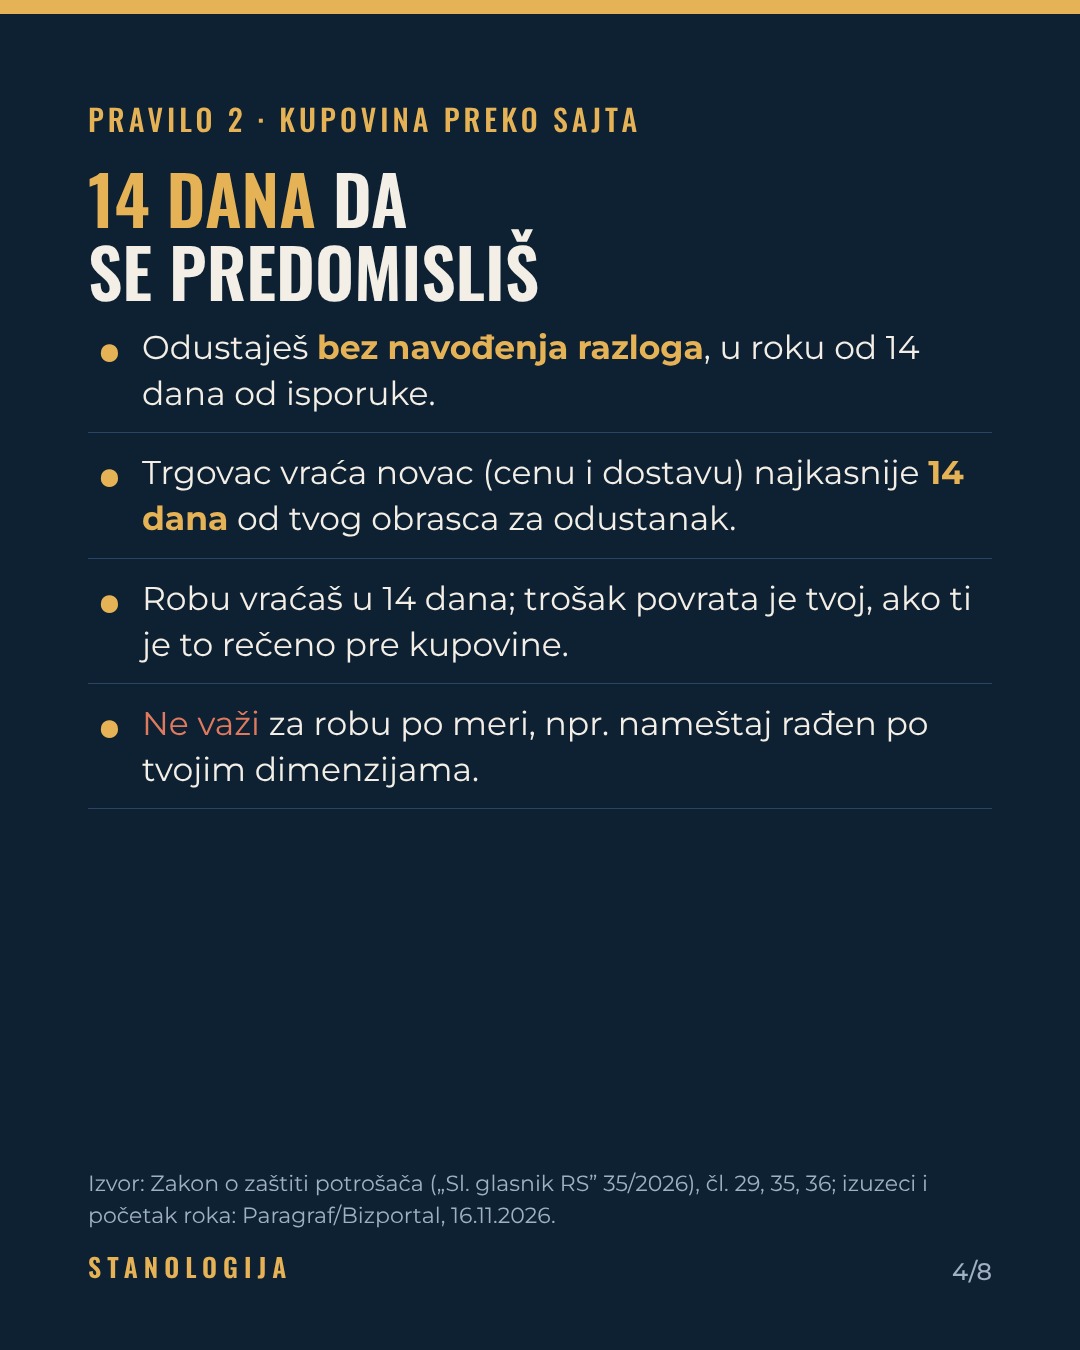 PRAVILO 2 · KUPOVINA PREKO SAJTA
14 DANA DA
SE PREDOMISLIŠ
Odustaješ bez navođenja razloga, u roku od 14
dana od isporuke.
Trgovac vraća novac (cenu i dostavu) najkasnije 14
dana od tvog obrasca za odustanak.
Robu vraćaš u 14 dana; trošak povrata je tvoj, ako ti
je to rečeno pre kupovine.
Ne važi za robu po meri, npr. nameštaj rađen po
tvojim dimenzijama.
Izvor: Zakon o zaštiti potrošača („Sl. glasnik RS” 35/2026), čl. 29, 35, 36; izuzeci i
početak roka: Paragraf/Bizportal, 16.11.2026.
STANOLOGIJA
4/8